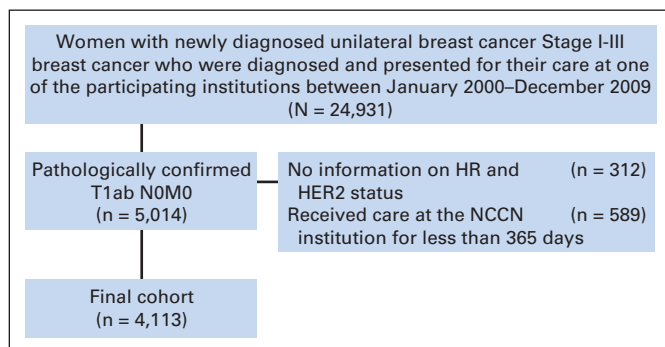 Women with newly diagnosed unilateral breast cancer Stage I-III
breast cancer who were diagnosed and presented for their care at one
of the participating institutions between January 2000–December 2009
(N = 24,931)
Pathologically confirmed
T1ab N0M0
(n = 5,014)
No information on HR and (n = 312)
HER2 status
Received care at the NCCN (n = 589)
institution for less than 365 days
Final cohort
(n = 4,113)